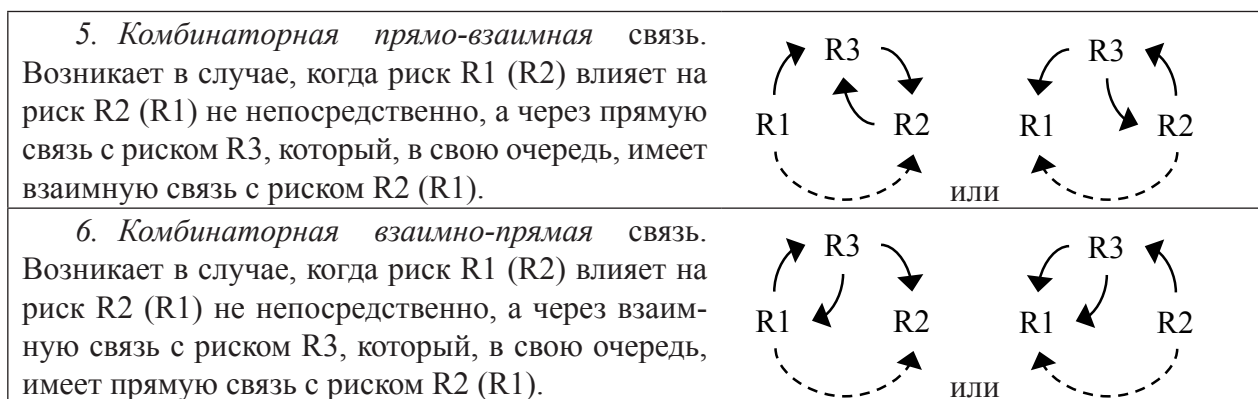 5. Комбинаторная прямо-взаимная связь.
Возникает в случае, когда риск R1 (R2) влияет на
риск R2 (R1) не непосредственно, а через прямую
связь с риском R3, который, в свою очередь, имеет
взаимную связь с риском R2 (R1).
R3 R3
R1 R2 R1 R2
или
6. Комбинаторная взаимно-прямая связь.
Возникает в случае, когда риск R1 (R2) влияет на
риск R2 (R1) не непосредственно, а через взаим-
ную связь с риском R3, который, в свою очередь,
имеет прямую связь с риском R2 (R1).
R3 R3
R1 R2 R1 R2
или